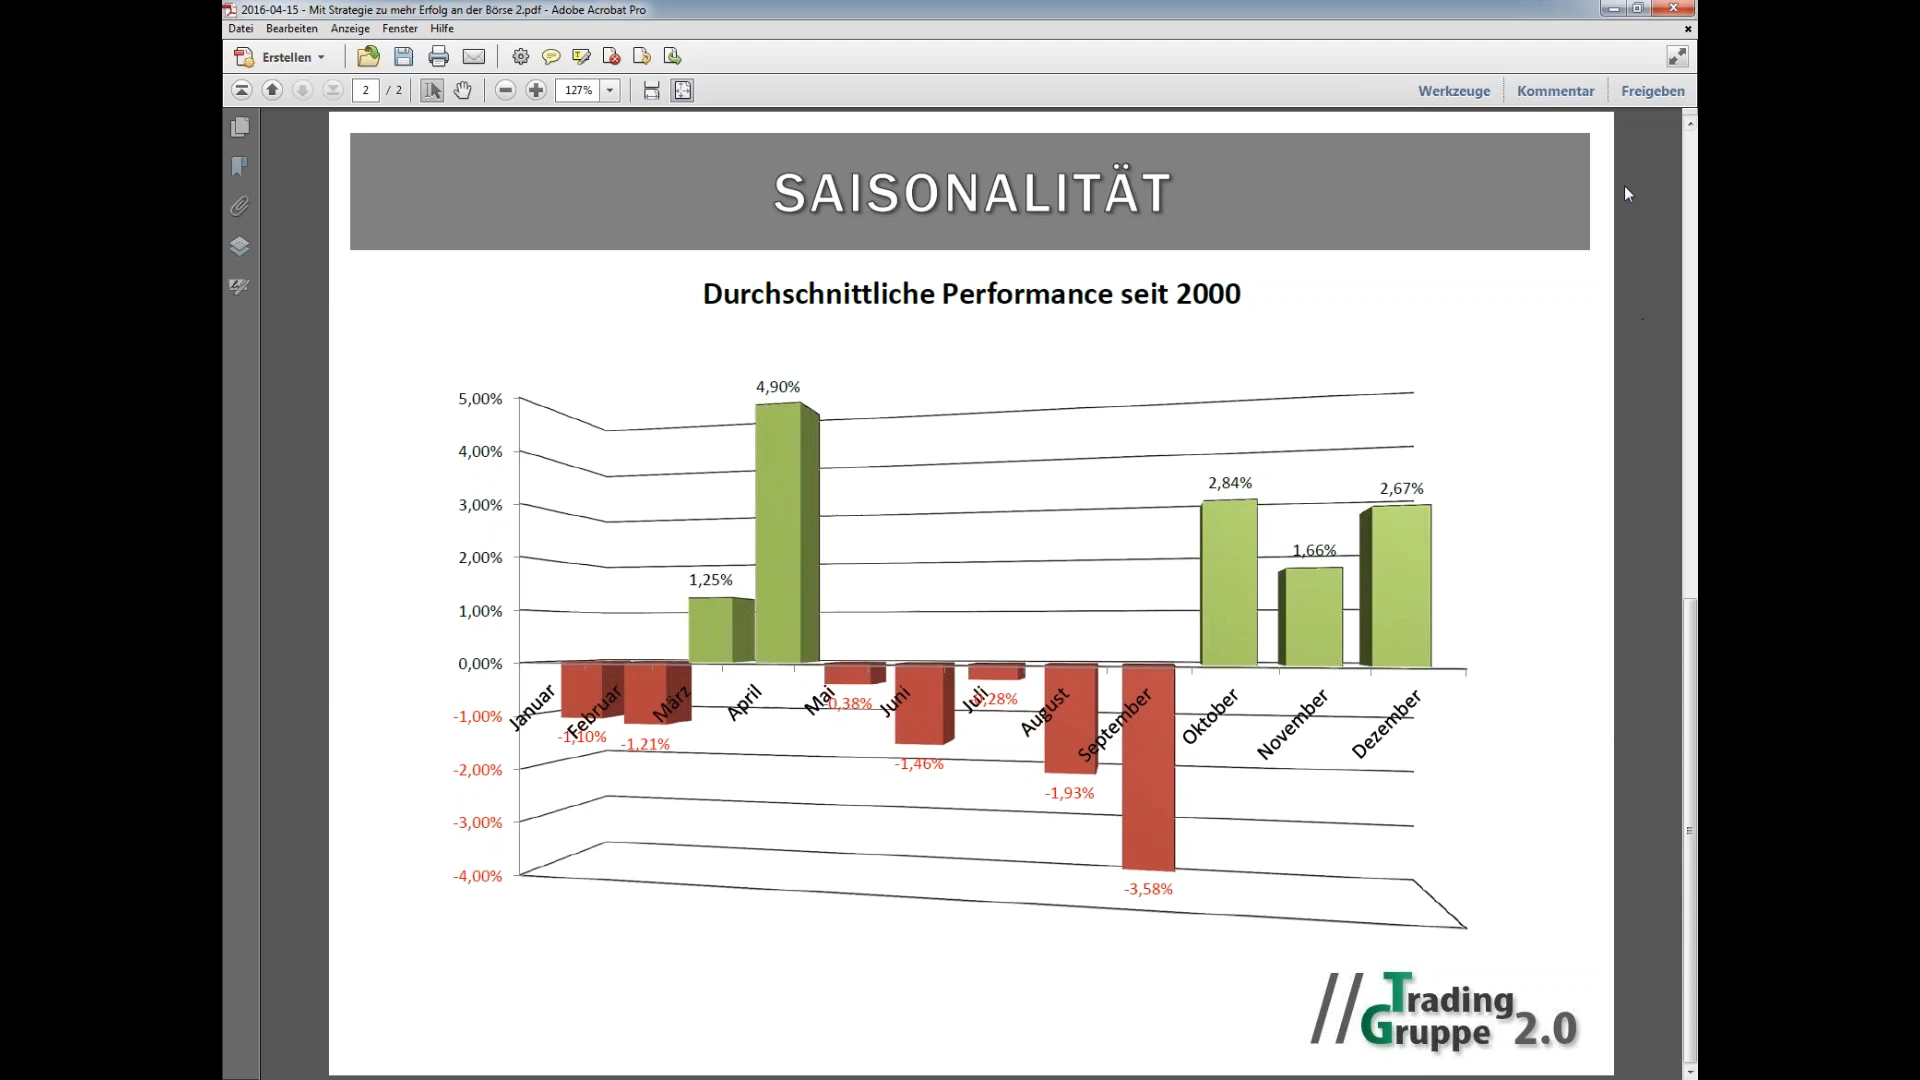 2016-04-15 - Mit Strategie zu mehr Erfolg an der Börse 2.pdf - Adobe Acrobat Pro
Datei Bearbeiten Anzeige Fenster Hilfe
Erstellen
2 / 2 127% Werkzeuge Kommentar Freigeben
SAISONALITÄT
Durchschnittliche Performance seit 2000
5,00%
4,00%
3,00%
2,00%
1,00%
0,00%
-1,00%
-2,00%
-3,00%
-4,00%
-1,10%
-1,21%
1,25%
4,90%
-0,38%
-1,46%
-0,28%
-1,93%
-3,58%
2,84%
1,66%
2,67%
Januar
Februar
März
April
Mai
Juni
Juli
August
September
Oktober
November
Dezember
// Trading
Gruppe 2.0